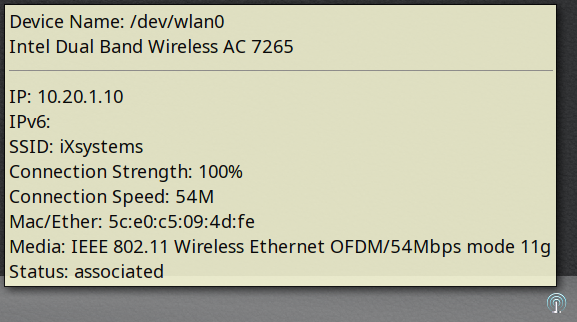 Device Name: /dev/wlan0
Intel Dual Band Wireless AC 7265
IP: 10.20.1.10
IPv6:
SSID: iXsystems
Connection Strength: 100%
Connection Speed: 54M
Mac/Ether: 5c:e0:c5:09:4d:fe
Media: IEEE 802.11 Wireless Ethernet OFDM/54Mbps mode 11g
Status: associated